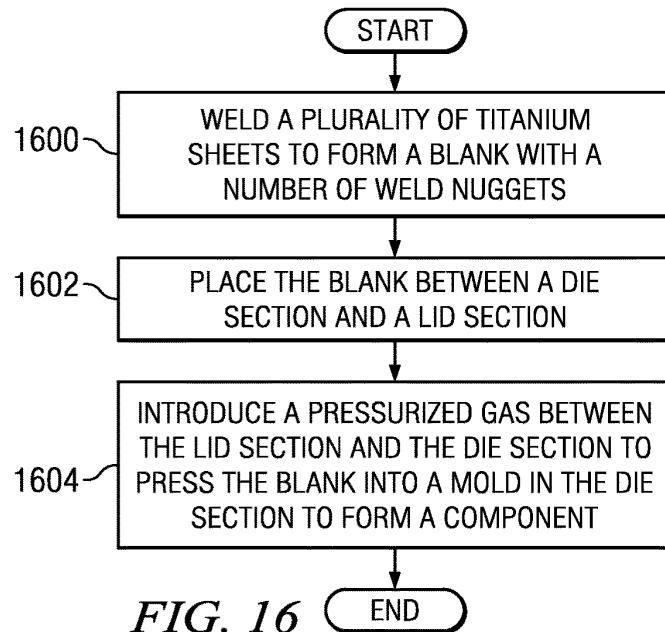 START
1600
WELD A PLURALITY OF TITANIUM
SHEETS TO FORM A BLANK WITH A
NUMBER OF WELD NUGGETS
1602
PLACE THE BLANK BETWEEN A DIE
SECTION AND A LID SECTION
1604
INTRODUCE A PRESSURIZED GAS BETWEEN
THE LID SECTION AND THE DIE SECTION TO
PRESS THE BLANK INTO A MOLD IN THE DIE
SECTION TO FORM A COMPONENT
FIG. 16
END